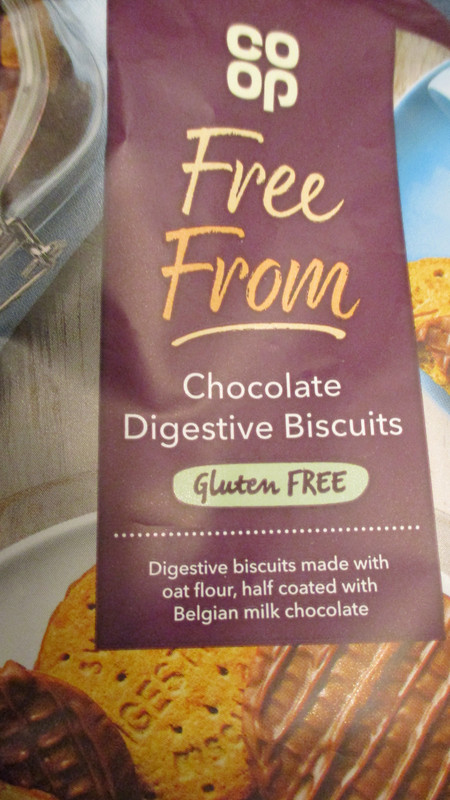 CO
OP
Free
From
Chocolate
Digestive Biscuits
Gluten FREE
Digestive biscuits made with
oat flour, half coated with
Belgian milk chocolate